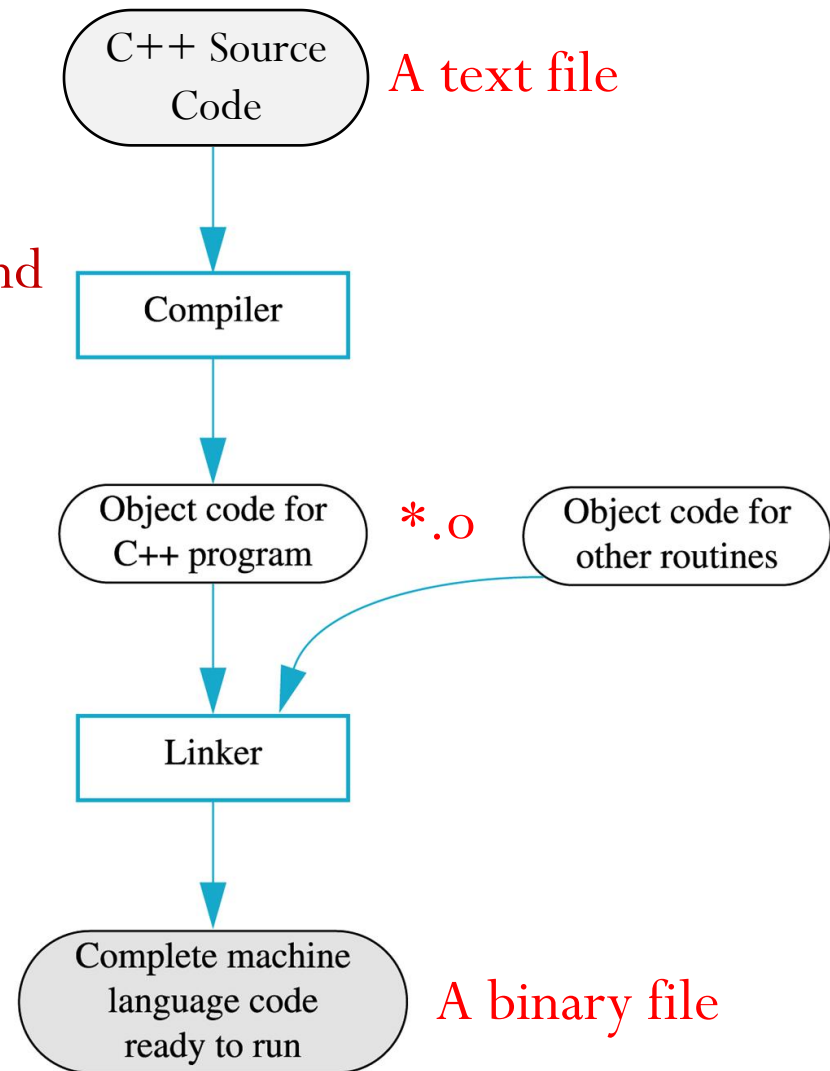 C++ Source
Code
A text file
Compiler
Object code for
C++ program
*.o
Object code for
other routines
Linker
Complete machine
language code
ready to run
A binary file